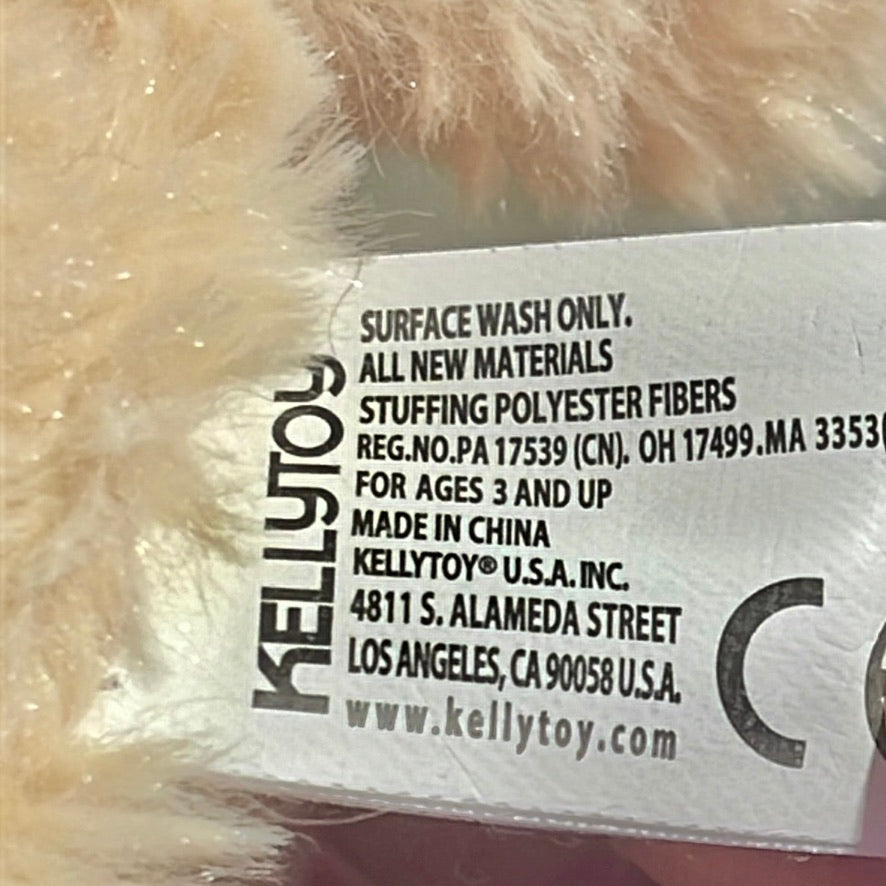 KELLYTOY
SURFACE WASH ONLY.
ALL NEW MATERIALS
STUFFING POLYESTER FIBERS
REG.NO.PA 17539 (CN). OH 17499.MA 3353(
FOR AGES 3 AND UP
MADE IN CHINA
KELLYTOY® U.S.A. INC.
4811 S. ALAMEDA STREET
LOS ANGELES, CA 90058 U.S.A.
www.kellytoy.com
C